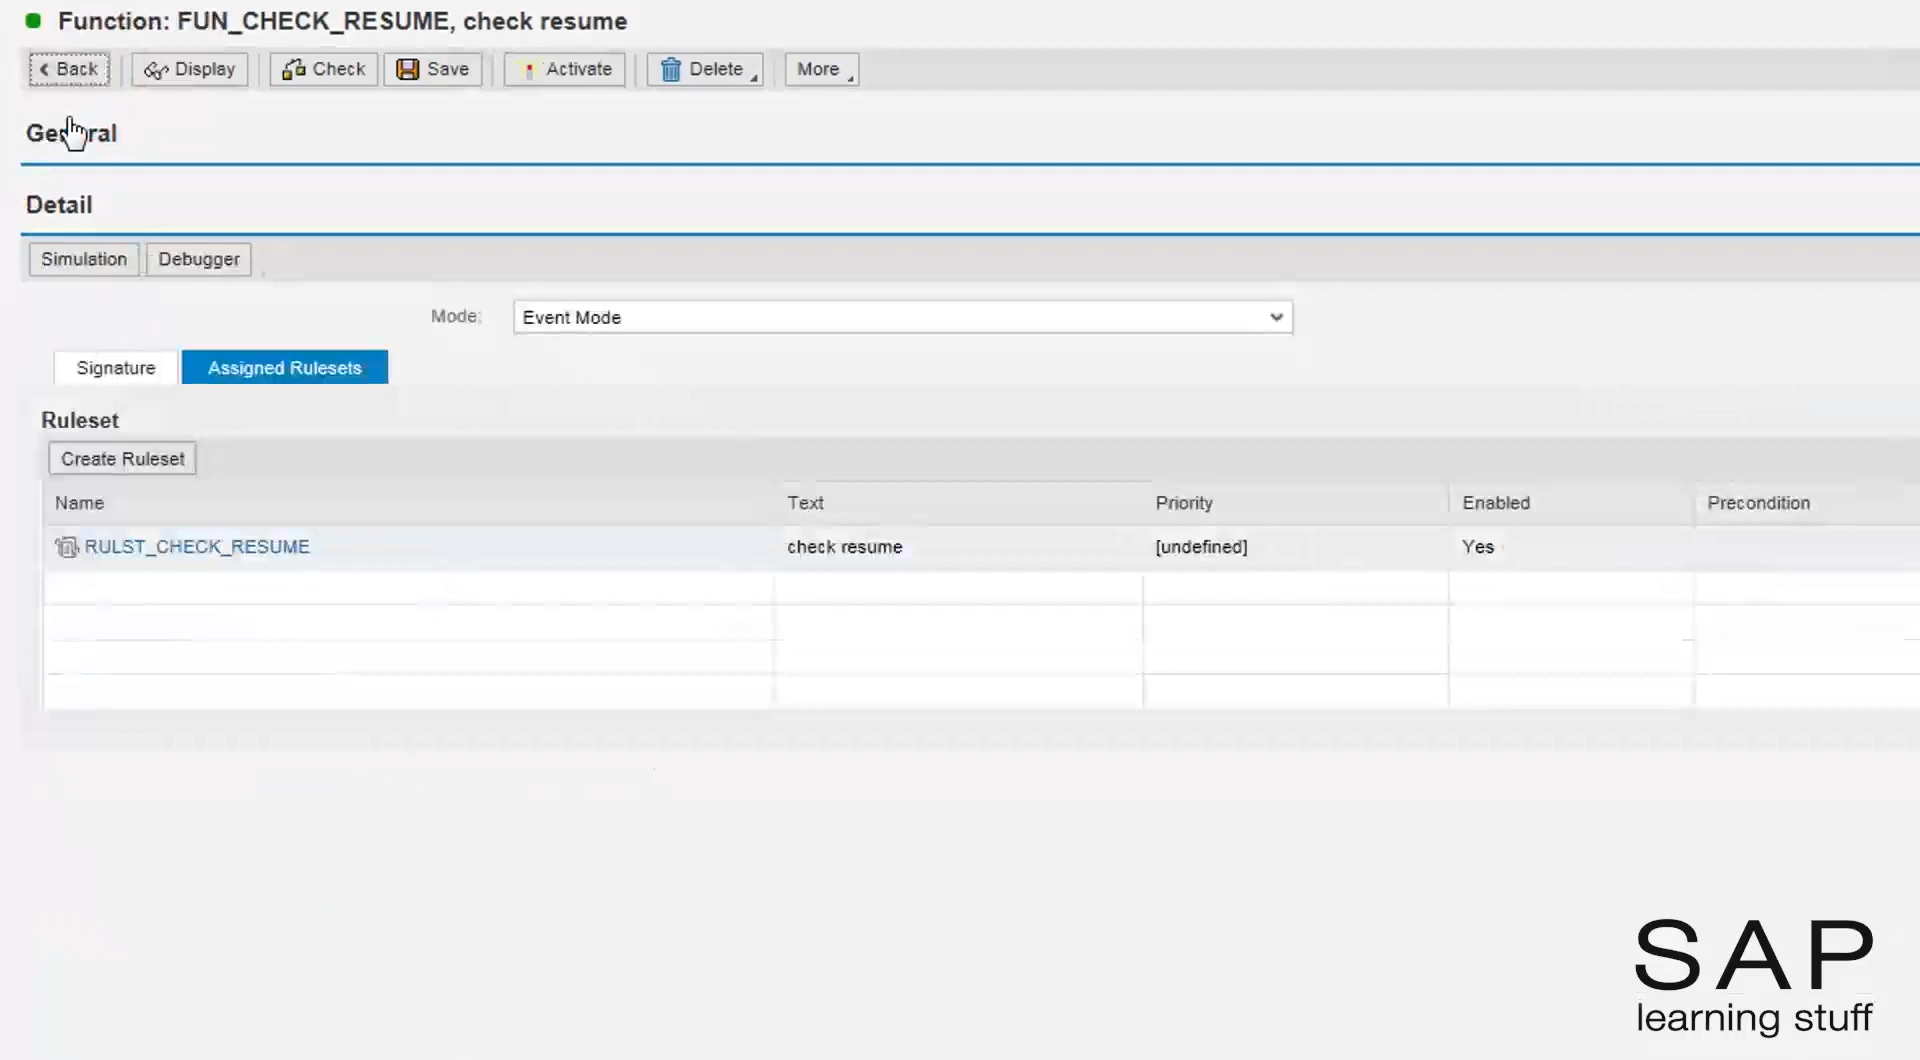 Function: FUN_CHECK_RESUME, check resume
Back Display Check Save Activate Delete More
General
Detail
Simulation Debugger
Mode: Event Mode
Signature Assigned Rulesets
Ruleset
Create Ruleset
Name Text Priority Enabled Precondition
RULST_CHECK_RESUME check resume [undefined] Yes
SAP
learning stuff